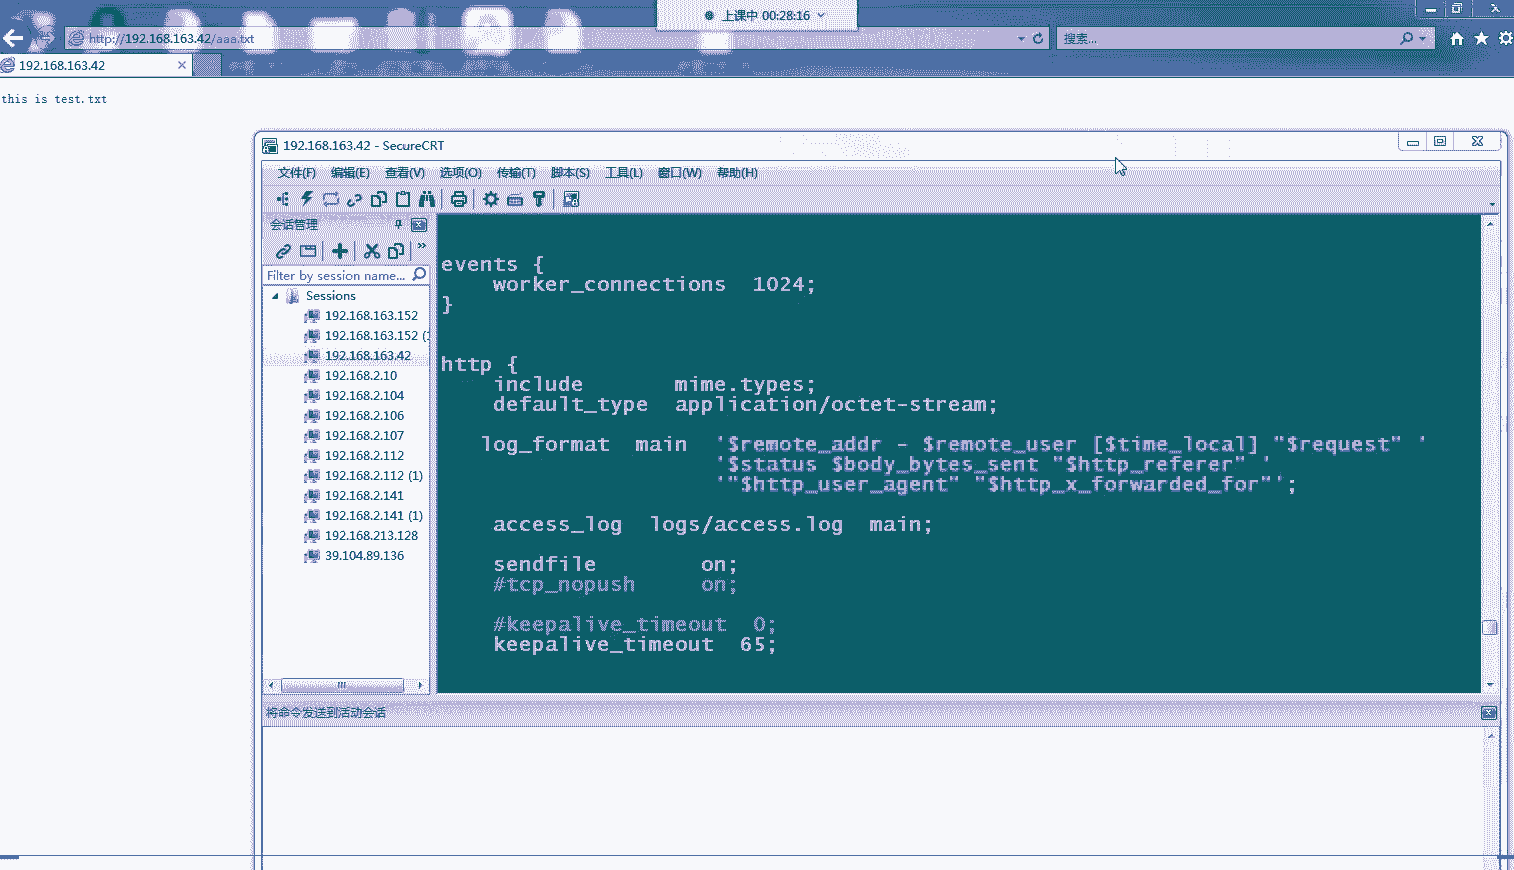 上课中 00:28:16
http://192.168.163.42/aaa.txt
搜索...
192.168.163.42
this is test.txt
192.168.163.42 - SecureCRT
文件(F) 编辑(E) 查看(V) 选项(O) 传输(T) 脚本(S) 工具(L) 窗口(W) 帮助(H)
会话管理
Filter by session name...
Sessions
192.168.163.152
192.168.163.152 (1
192.168.163.42
192.168.2.10
192.168.2.104
192.168.2.106
192.168.2.107
192.168.2.112
192.168.2.112 (1)
192.168.2.141
192.168.2.141 (1)
192.168.213.128
39.104.89.136
events {
    worker_connections  1024;
}
http {
    include       mime.types;
    default_type  application/octet-stream;
   log_format  main  '$remote_addr - $remote_user [$time_local] "$request" '
                     '$status $body_bytes_sent "$http_referer" '
                     '"$http_user_agent" "$http_x_forwarded_for"';
    access_log  logs/access.log  main;
    sendfile        on;
    #tcp_nopush     on;
    #keepalive_timeout  0;
    keepalive_timeout  65;
将命令发送到活动会话